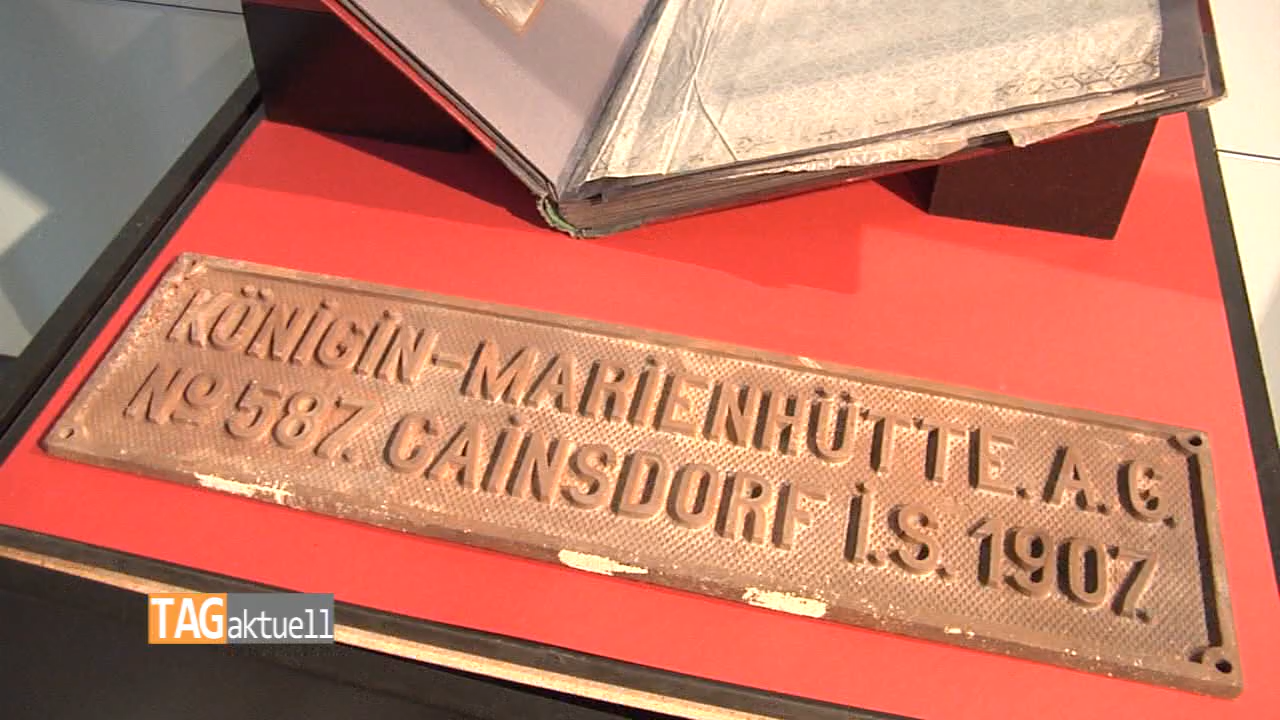 KÖNIGIN-MARIENHÜTTE. A.G.
No 587. CAINSDORF I.S. 1907.
TAGaktuell